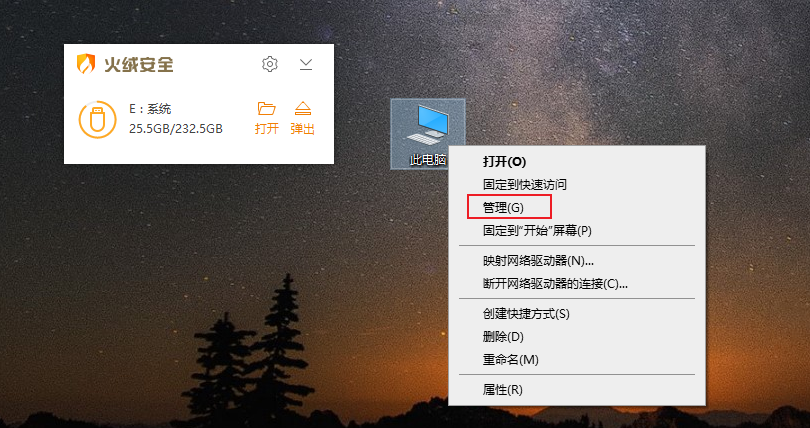 火绒安全
E：系统
25.5GB/232.5GB
打开
弹出
此电脑
打开(O)
固定到快速访问
管理(G)
固定到“开始”屏幕(P)
映射网络驱动器(N)...
断开网络驱动器的连接(C)...
创建快捷方式(S)
删除(D)
重命名(M)
属性(R)